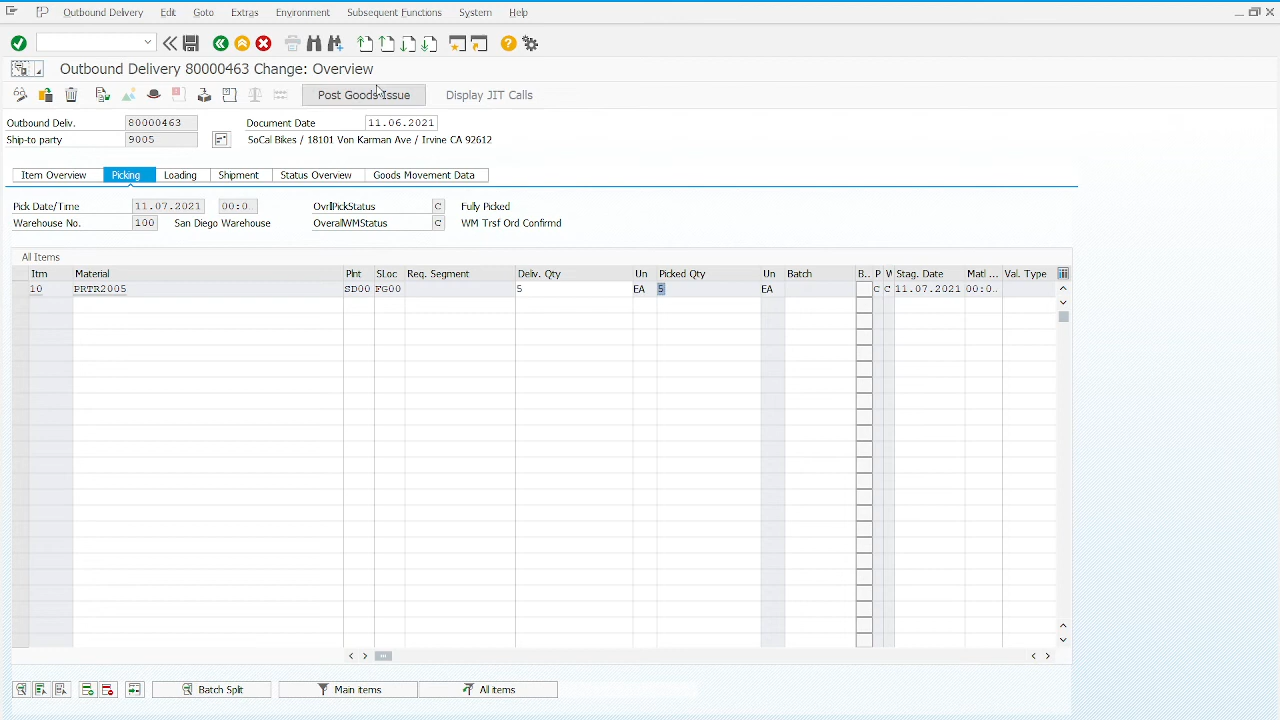 Outbound Delivery Edit Goto Extras Environment Subsequent Functions System Help
Outbound Delivery 80000463 Change: Overview
Post Goods Issue Display JIT Calls
Outbound Deliv. 80000463 Document Date 11.06.2021
Ship-to party 9005 SoCal Bikes / 18101 Von Karman Ave / Irvine CA 92612
Item Overview Picking Loading Shipment Status Overview Goods Movement Data
Pick Date/Time 11.07.2021 00:0.. OvrlPickStatus C Fully Picked
Warehouse No. 100 San Diego Warehouse OveralWMStatus C WM Trsf Ord Confirmd
All Items
Itm Material Plnt SLoc Req. Segment Deliv. Qty Un Picked Qty Un Batch B.. P W Stag. Date Matl ... Val. Type
10 PRTR2005 SD00 FG00 5 EA 5 EA C C 11.07.2021 00:0..
Batch Split Main items All items